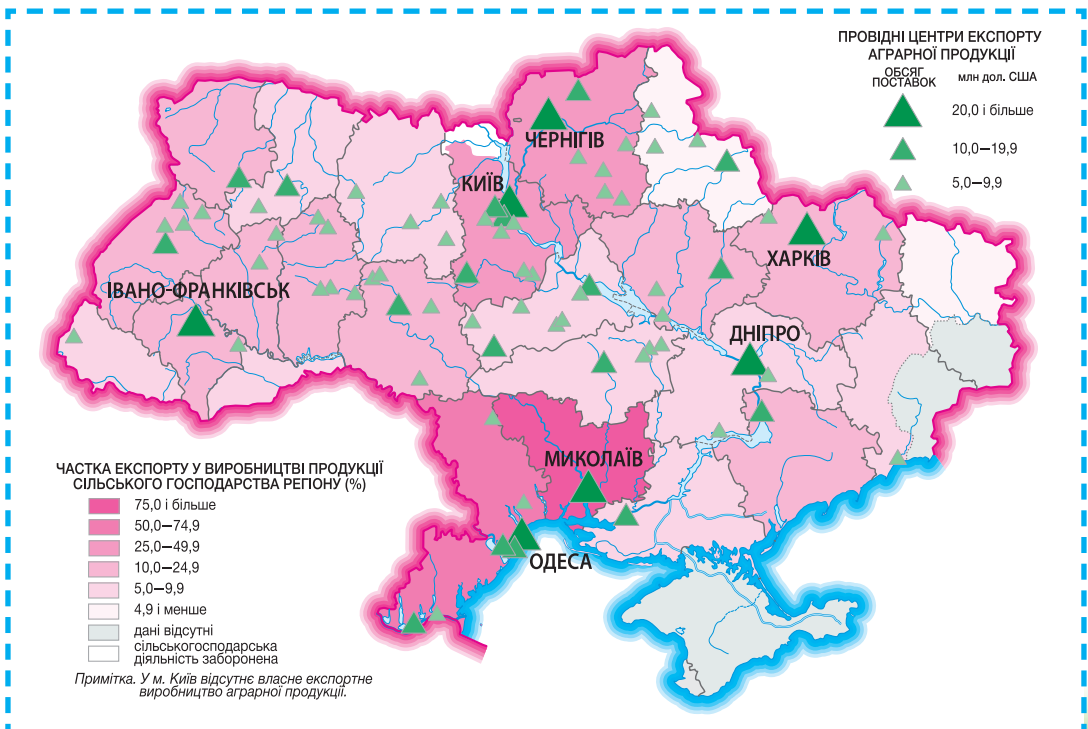 ПРОВІДНІ ЦЕНТРИ ЕКСПОРТУ
АГРАРНОЇ ПРОДУКЦІЇ
ОБСЯГ
ПОСТАВОК
млн дол. США
20,0 і більше
10,0—19,9
5,0—9,9
ЧЕРНІГІВ
КИЇВ
ХАРКІВ
ІВАНО-ФРАНКІВСЬК
ДНІПРО
МИКОЛАЇВ
ОДЕСА
ЧАСТКА ЕКСПОРТУ У ВИРОБНИЦТВІ ПРОДУКЦІЇ
СІЛЬСЬКОГО ГОСПОДАРСТВА РЕГІОНУ (%)
75,0 і більше
50,0—74,9
25,0—49,9
10,0—24,9
5,0—9,9
4,9 і менше
дані відсутні
сільськогосподарська
діяльність заборонена
Примітка. У м. Київ відсутнє власне експортне
виробництво аграрної продукції.